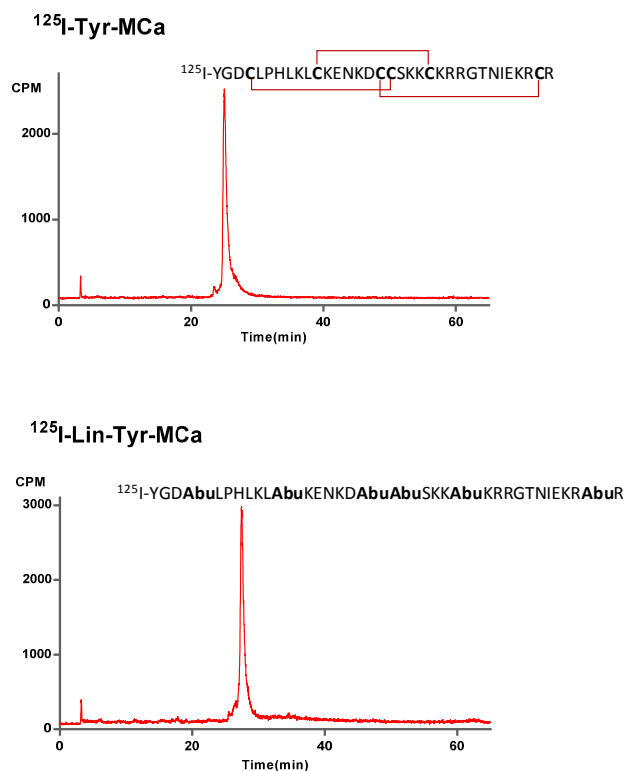 125I-Tyr-MCa
125I-YGDCLPHLKLCKENKDCCSKKCKRRGTNIEKRCR
CPM
2000
1000
0
0 20 40 60
Time(min)
125I-Lin-Tyr-MCa
125I-YGDAbuLPHLKLAbuKENKDAbuAbuSKKAbuKRRGTNIEKRAbuR
CPM
3000
2000
1000
0
0 20 40 60
Time(min)